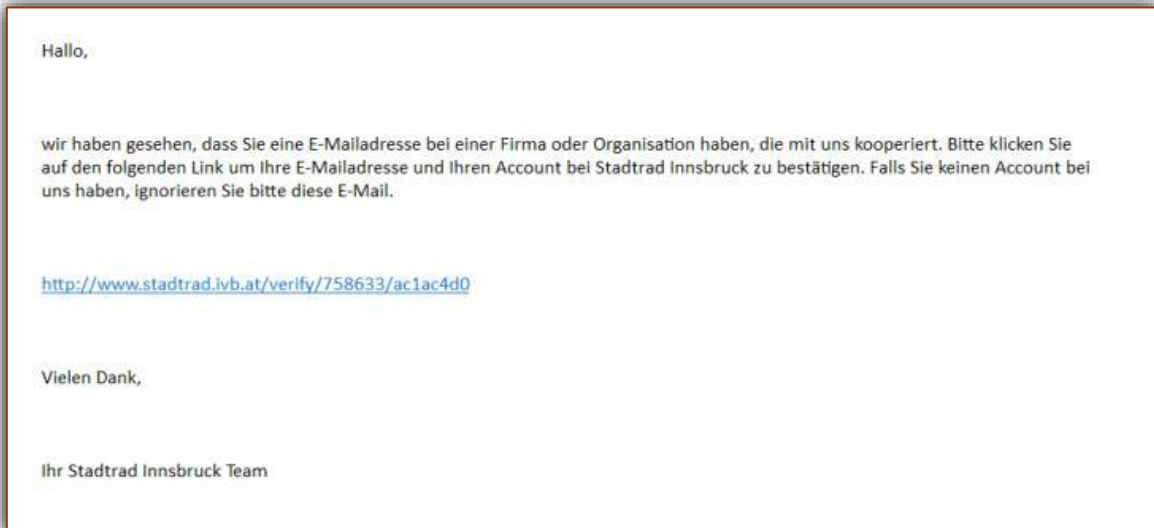 Hallo,
wir haben gesehen, dass Sie eine E-Mailadresse bei einer Firma oder Organisation haben, die mit uns kooperiert. Bitte klicken Sie
auf den folgenden Link um Ihre E-Mailadresse und Ihren Account bei Stadtrad Innsbruck zu bestätigen. Falls Sie keinen Account bei
uns haben, ignorieren Sie bitte diese E-Mail.
http://www.stadtrad.ivb.at/verify/758633/ac1ac4d0
Vielen Dank,
Ihr Stadtrad Innsbruck Team